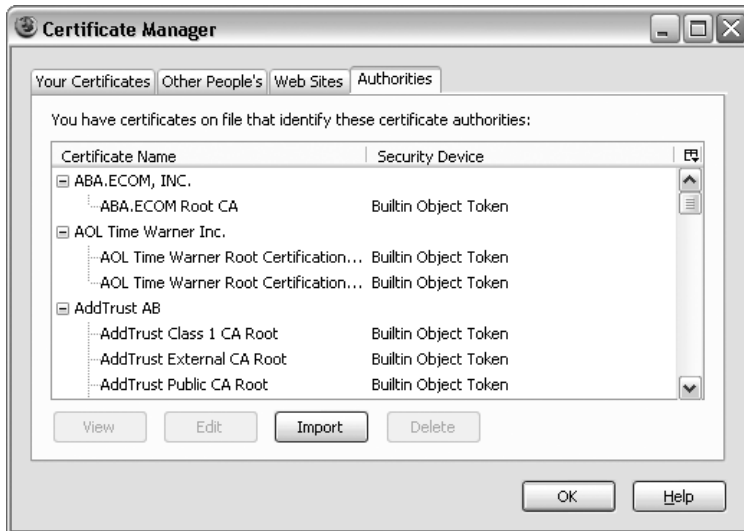 Certificate Manager
Your Certificates Other People's Web Sites Authorities
You have certificates on file that identify these certificate authorities:
Certificate Name Security Device
ABA.ECOM, INC.
ABA.ECOM Root CA Builtin Object Token
AOL Time Warner Inc.
AOL Time Warner Root Certification... Builtin Object Token
AOL Time Warner Root Certification... Builtin Object Token
AddTrust AB
AddTrust Class 1 CA Root Builtin Object Token
AddTrust External CA Root Builtin Object Token
AddTrust Public CA Root Builtin Object Token
View Edit Import Delete
OK Help